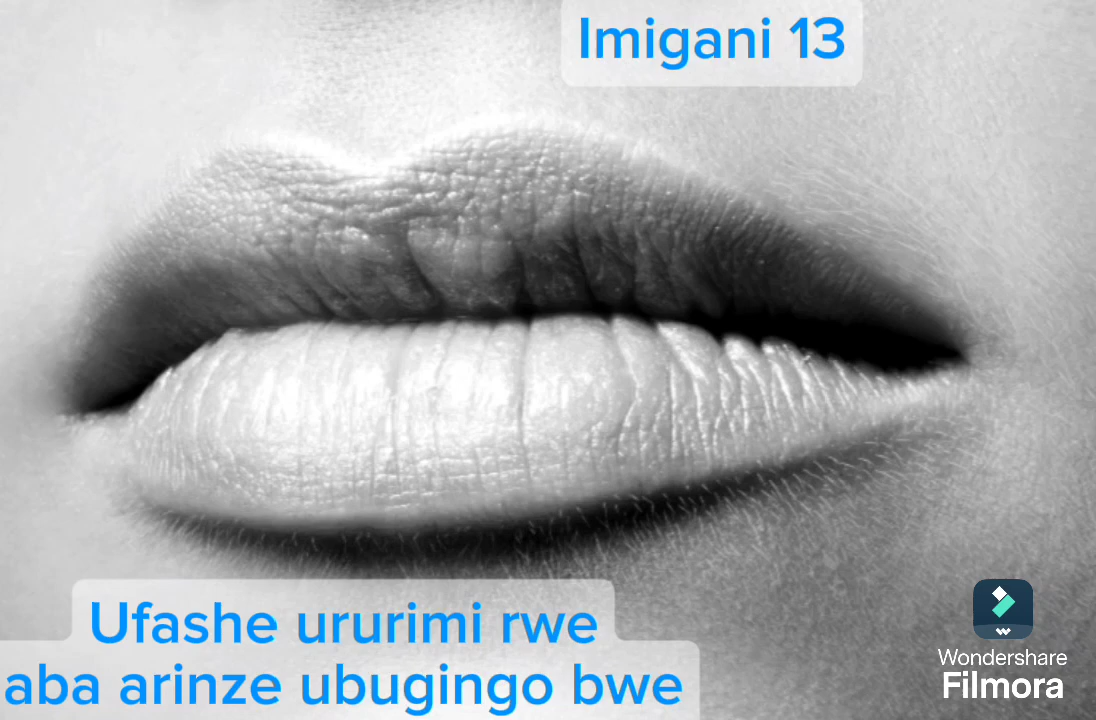 Imigani 13
Ufashe ururimi rwe
aba arinze ubugingo bwe
Wondershare
Filmora